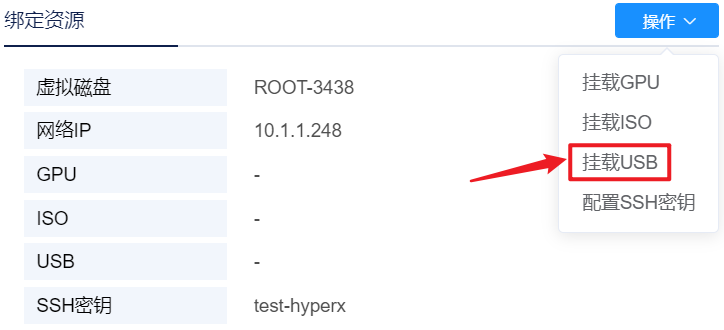 绑定资源
操作
虚拟磁盘 ROOT-3438
网络IP 10.1.1.248
GPU -
ISO -
USB -
SSH密钥 test-hyperx
挂载GPU
挂载ISO
挂载USB
配置SSH密钥